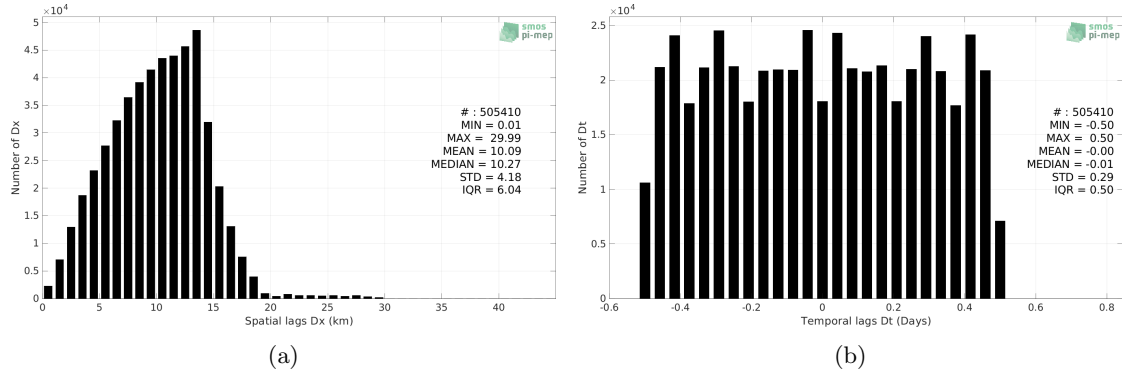 ×10⁴
5
4.5
4
3.5
3
2.5
2
1.5
1
0.5
0
Number of Dx
0 5 10 15 20 25 30 35 40
Spatial lags Dx (km)
smos
pi-mep
# : 505410
MIN = 0.01
MAX = 29.99
MEAN = 10.09
MEDIAN = 10.27
STD = 4.18
IQR = 6.04
(a)
×10⁴
2.5
2
1.5
1
0.5
0
Number of Dt
-0.6 -0.4 -0.2 0 0.2 0.4 0.6 0.8
Temporal lags Dt (Days)
smos
pi-mep
# : 505410
MIN = -0.50
MAX = 0.50
MEAN = -0.00
MEDIAN = -0.01
STD = 0.29
IQR = 0.50
(b)